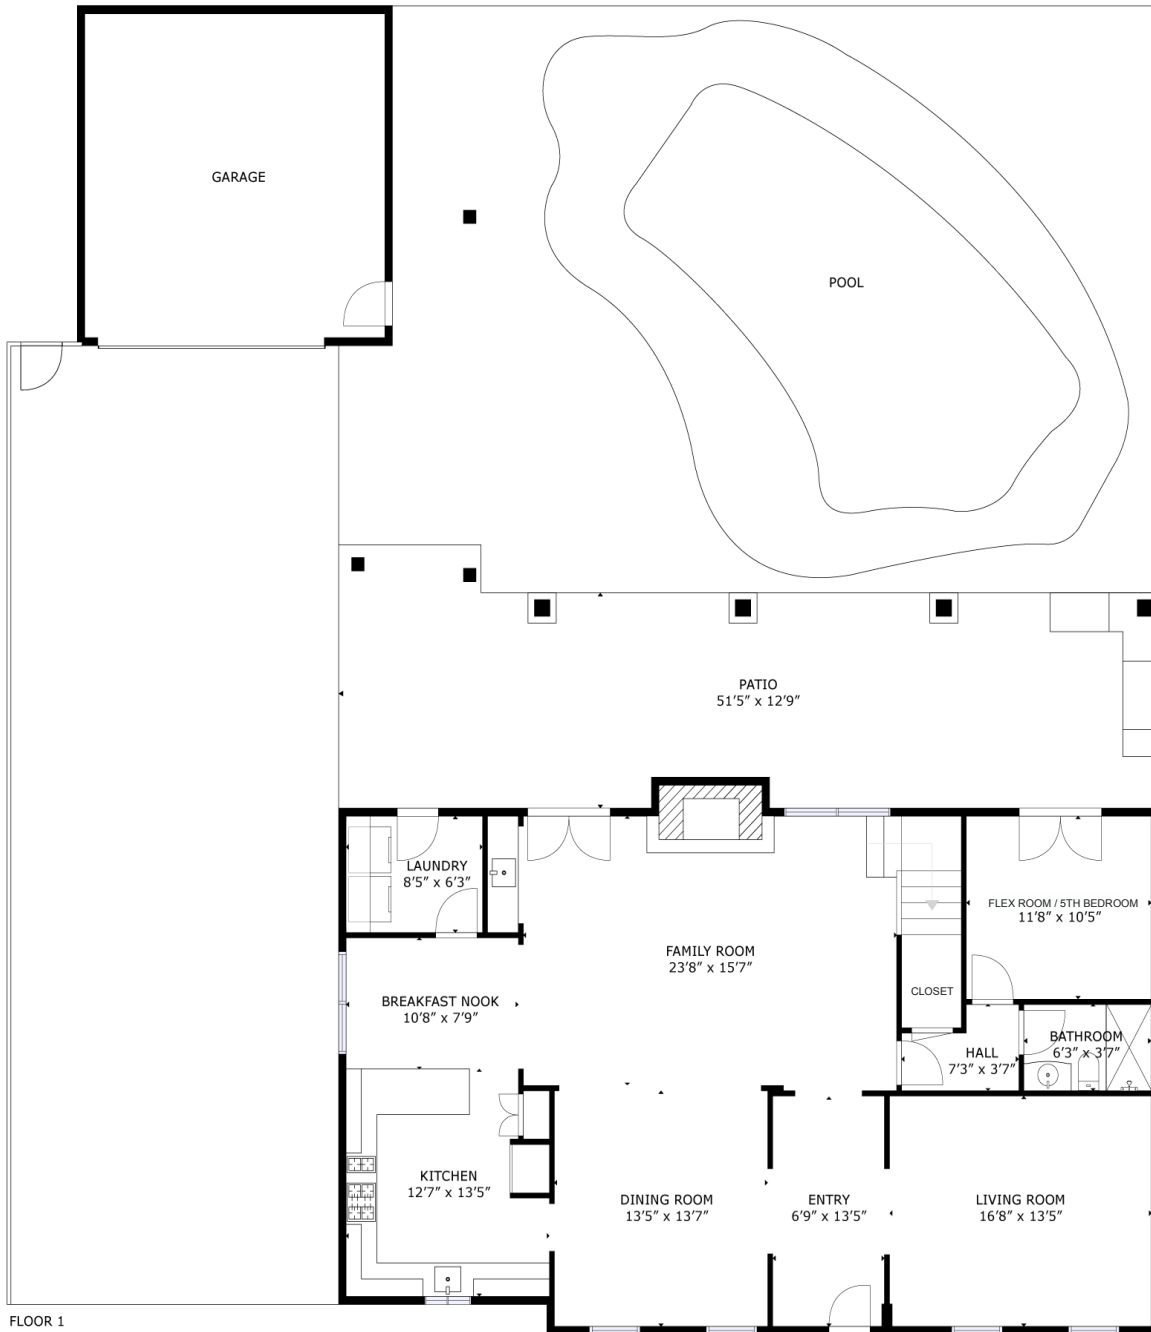 GARAGE
POOL
PATIO
51'5" x 12'9"
LAUNDRY
8'5" x 6'3"
FLEX ROOM / 5TH BEDROOM
11'8" x 10'5"
FAMILY ROOM
23'8" x 15'7"
CLOSET
BREAKFAST NOOK
10'8" x 7'9"
HALL
7'3" x 3'7"
BATHROOM
6'3" x 3'7"
KITCHEN
12'7" x 13'5"
DINING ROOM
13'5" x 13'7"
ENTRY
6'9" x 13'5"
LIVING ROOM
16'8" x 13'5"
FLOOR 1